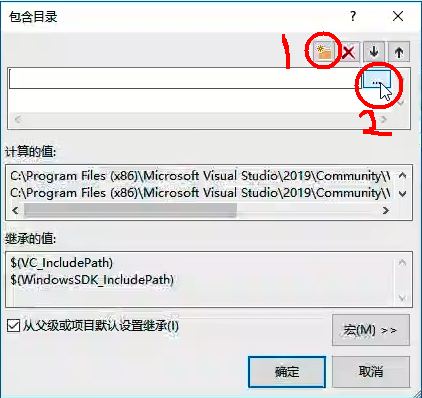 包含目录
? ×
1
...
2
计算的值:
C:\Program Files (x86)\Microsoft Visual Studio\2019\Community\\
C:\Program Files (x86)\Microsoft Visual Studio\2019\Community\\
继承的值:
$(VC_IncludePath)
$(WindowsSDK_IncludePath)
从父级或项目默认设置继承(I)
宏(M) >>
确定
取消